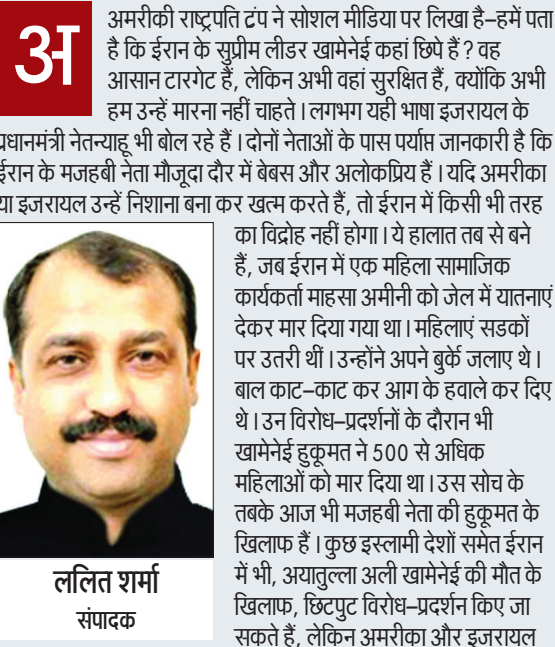 अ
अमरीकी राष्ट्रपति ट्रंप ने सोशल मीडिया पर लिखा है–हमें पता
है कि ईरान के सुप्रीम लीडर खामेनेई कहां छिपे हैं ? वह
आसान टारगेट हैं, लेकिन अभी वहां सुरक्षित हैं, क्योंकि अभी
हम उन्हें मारना नहीं चाहते । लगभग यही भाषा इजरायल के
प्रधानमंत्री नेतन्याहू भी बोल रहे हैं । दोनों नेताओं के पास पर्याप्त जानकारी है कि
ईरान के मजहबी नेता मौजूदा दौर में बेबस और अलोकप्रिय हैं । यदि अमरीका
या इजरायल उन्हें निशाना बना कर खत्म करते हैं, तो ईरान में किसी भी तरह
का विद्रोह नहीं होगा । ये हालात तब से बने
हैं, जब ईरान में एक महिला सामाजिक
कार्यकर्ता माहसा अमीनी को जेल में यातनाएं
देकर मार दिया गया था । महिलाएं सडकों
पर उतरी थीं । उन्होंने अपने बुर्के जलाए थे ।
बाल काट–काट कर आग के हवाले कर दिए
थे । उन विरोध–प्रदर्शनों के दौरान भी
खामेनेई हुकूमत ने 500 से अधिक
महिलाओं को मार दिया था । उस सोच के
तबके आज भी मजहबी नेता की हुकूमत के
खिलाफ हैं । कुछ इस्लामी देशों समेत ईरान
में भी, अयातुल्ला अली खामेनेई की मौत के
खिलाफ, छिटपुट विरोध–प्रदर्शन किए जा
सकते हैं, लेकिन अमरीका और इजरायल
ललित शर्मा
संपादक